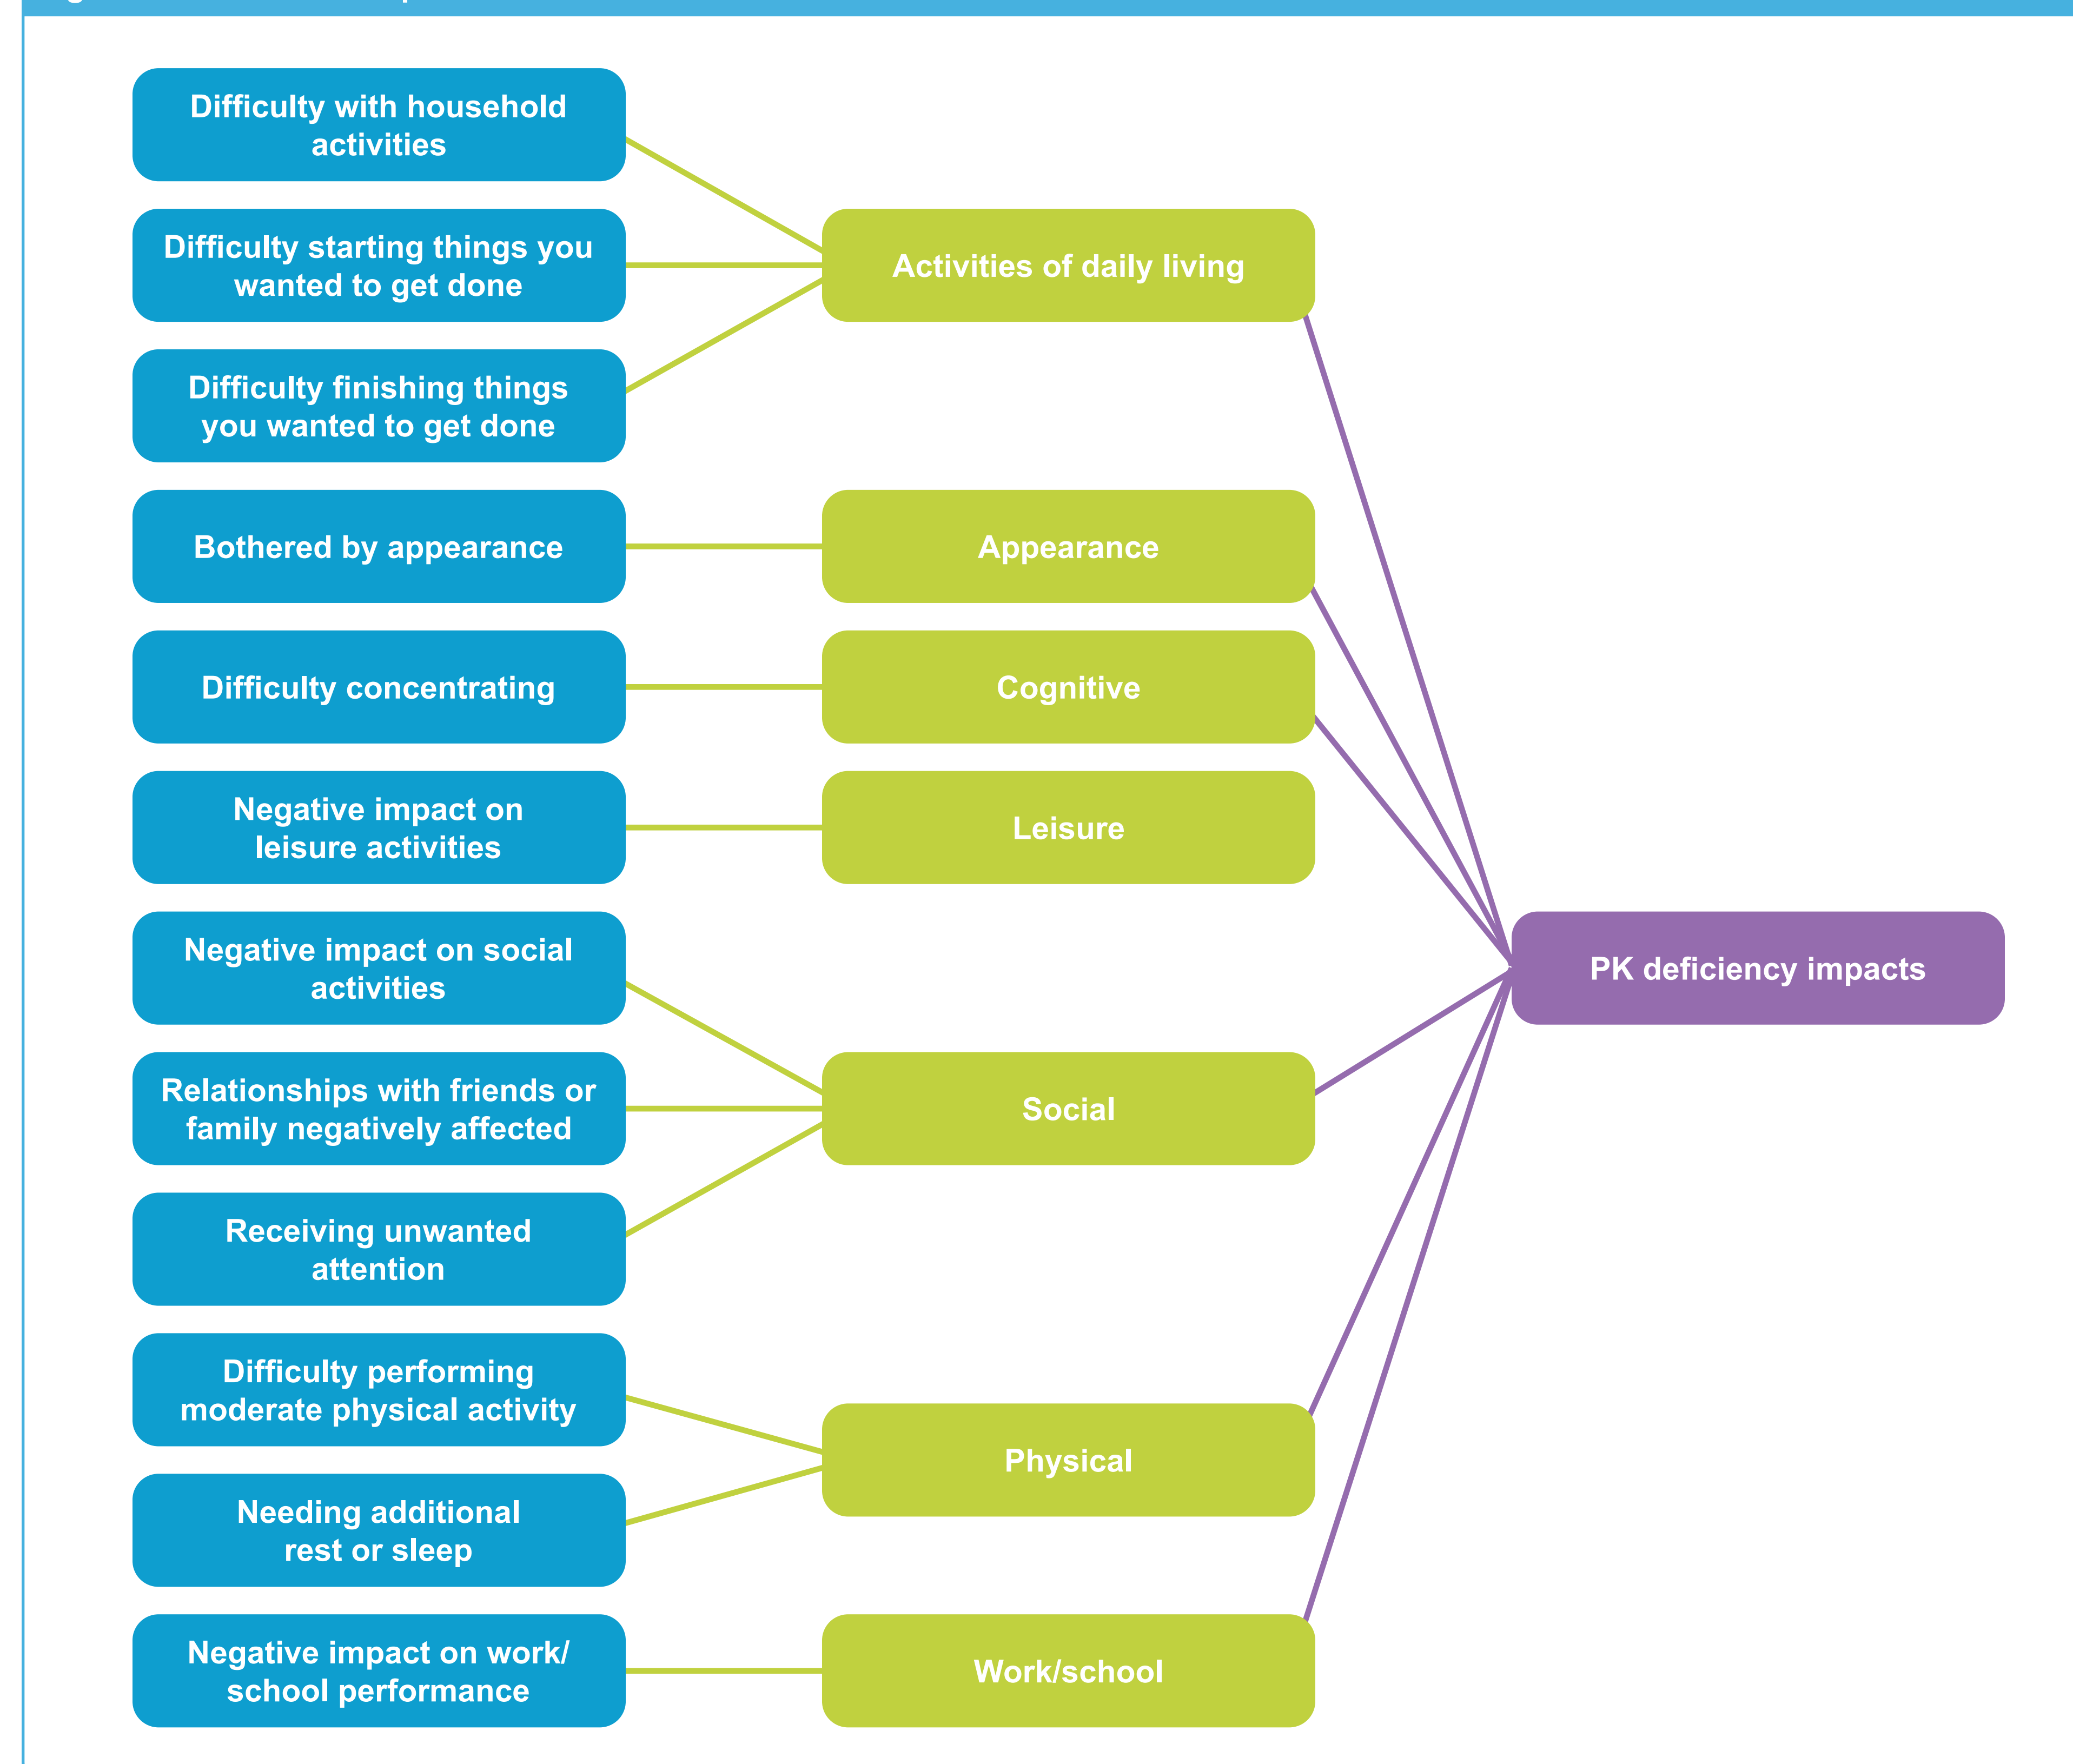 Difficulty with household
activities
Difficulty starting things you
wanted to get done
Difficulty finishing things
you wanted to get done
Bothered by appearance
Difficulty concentrating
Negative impact on
leisure activities
Negative impact on social
activities
Relationships with friends or
family negatively affected
Receiving unwanted
attention
Difficulty performing
moderate physical activity
Needing additional
rest or sleep
Negative impact on work/
school performance
Activities of daily living
Appearance
Cognitive
Leisure
Social
Physical
Work/school
PK deficiency impacts